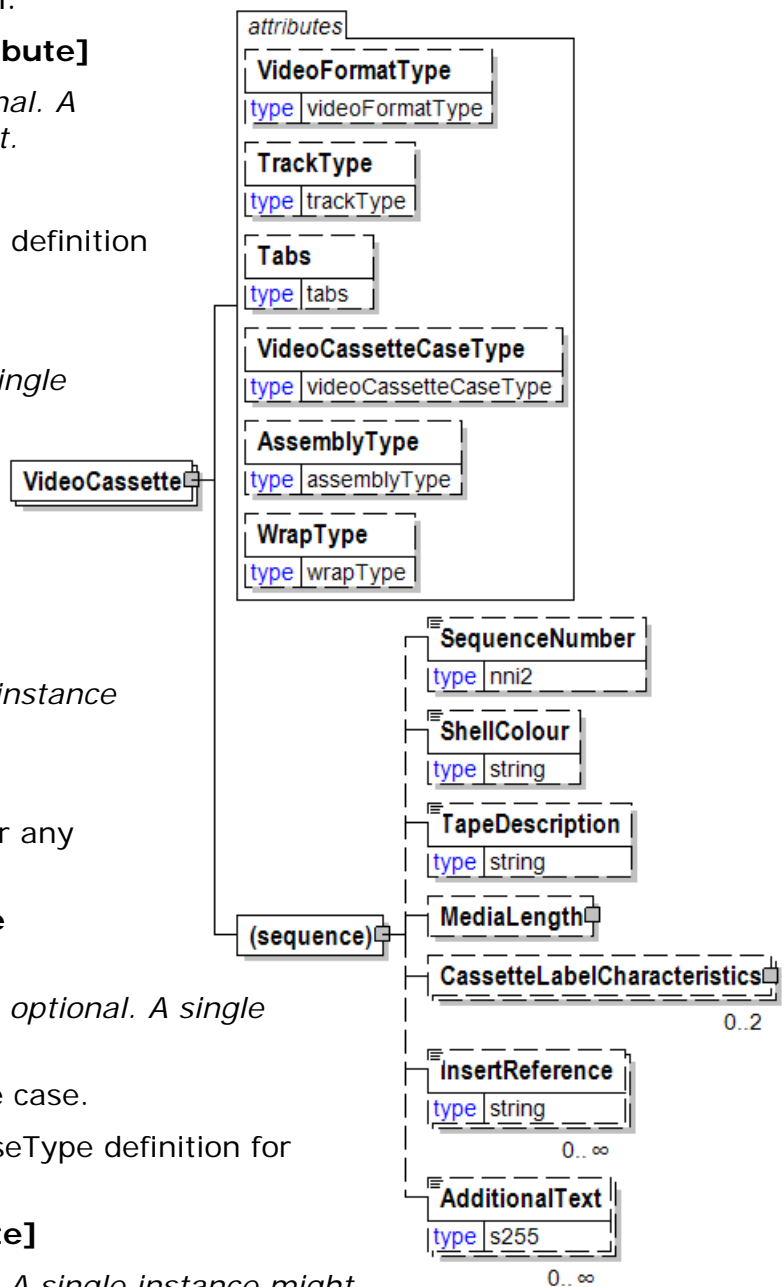 bute]
nal. A
t.
definition
ingle
instance
r any
e
optional. A single
e case.
seType definition for
te]
A single instance might
attributes
VideoFormatType
type videoFormatType
TrackType
type trackType
Tabs
type tabs
VideoCassetteCaseType
type videoCassetteCaseType
AssemblyType
type assemblyType
WrapType
type wrapType
VideoCassette
(sequence)
SequenceNumber
type nni2
ShellColour
type string
TapeDescription
type string
MediaLength
CassetteLabelCharacteristics
0..2
InsertReference
type string
0..∞
AdditionalText
type s255
0..∞